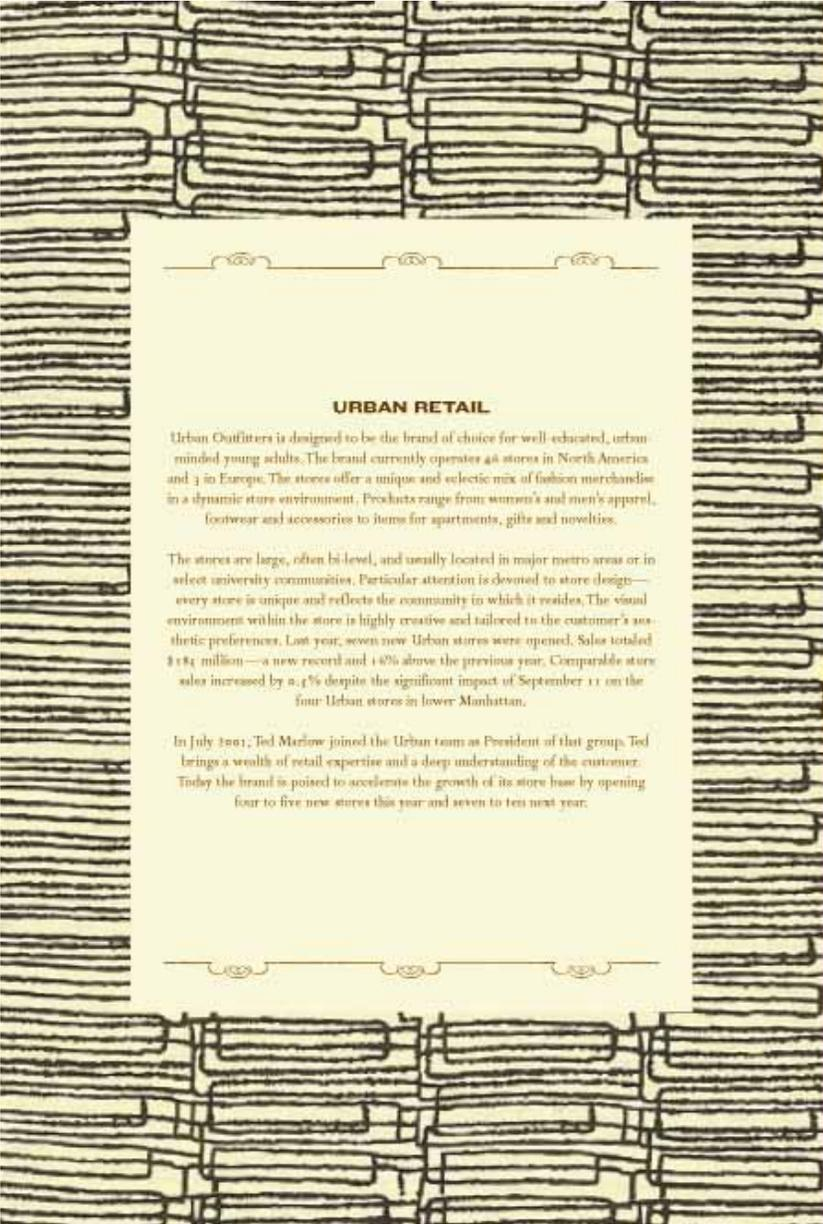 URBAN RETAIL
Urban Outfitters is designed to be the brand of choice for well-educated, urban-
minded young adults. The brand currently operates stores in North America
and 3 in Europe. The stores offer a unique and eclectic mix of fashion merchandise
in a dynamic store environment. Products range from women's and men's apparel,
footwear and accessories to items for apartments, gifts and novelties.
The stores are large, often bi-level, and usually located in major metro areas or in
select university communities. Particular attention is devoted to store design—
every store is unique and reflects the community in which it resides. The visual
environment within the store is highly creative and tailored to the customer's aes-
thetic preferences. Last year, seven new Urban stores were opened. Sales totaled
million—a new record and 16% above the previous year. Comparable store
sales increased by despite the significant impact of September 11 on the
four Urban stores in lower Manhattan.
In July 2001, Ted Marlow joined the Urban team as President of that group. Ted
brings a wealth of retail expertise and a deep understanding of the customer.
Today the brand is poised to accelerate the growth of its store base by opening
four to five new stores this year and seven to ten next year.